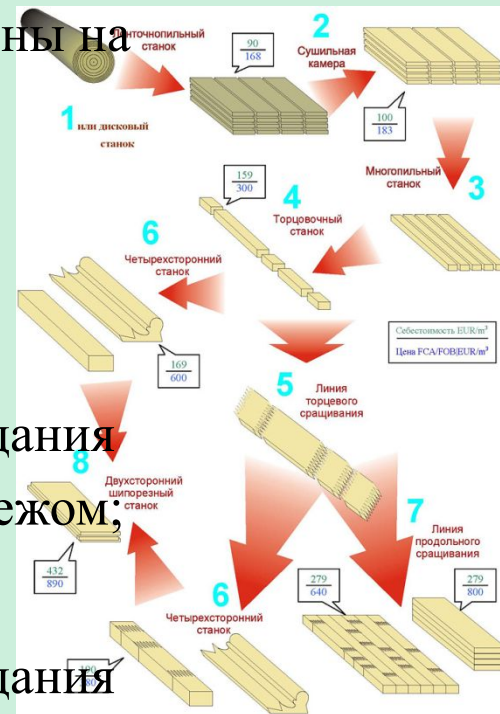 ны на
Ленточнопильный
станок
90
168
2
Сушильная
камера
1 или дисковый
станок
100
183
Многопильный
станок
3
159
300
4
Торцовочный
станок
6
Четырехсторонний
станок
Себестоимость EUR/m³
Цена FCA/FOB|EUR/m³
169
600
5
Линия
торцевого
сращивания
дания
8
Двухсторонний
шипорезный
станок
ежом;
7
Линия
продольного
сращивания
432
890
279
640
279
800
6
Четырехсторонний
станок
дания